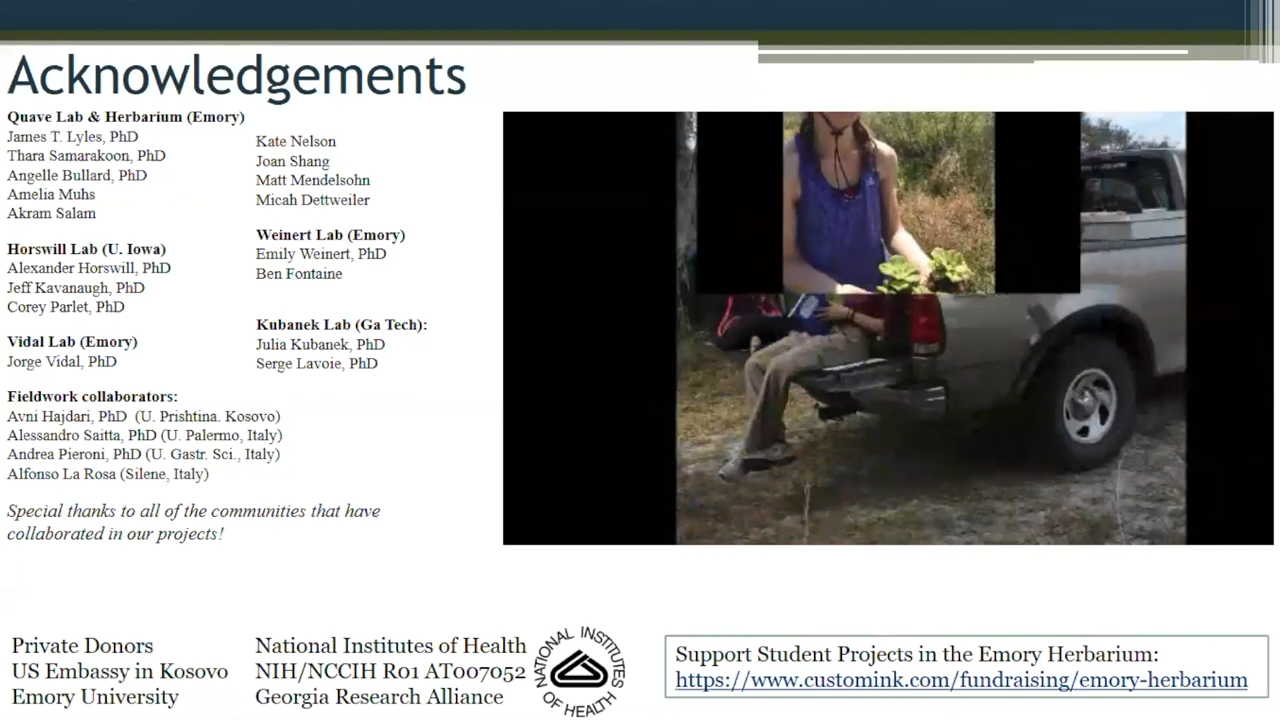 Acknowledgements
Quave Lab & Herbarium (Emory)
James T. Lyles, PhD
Thara Samarakoon, PhD
Angelle Bullard, PhD
Amelia Muhs
Akram Salam
Kate Nelson
Joan Shang
Matt Mendelsohn
Micah Dettweiler
Horswill Lab (U. Iowa)
Alexander Horswill, PhD
Jeff Kavanaugh, PhD
Corey Parlet, PhD
Weinert Lab (Emory)
Emily Weinert, PhD
Ben Fontaine
Vidal Lab (Emory)
Jorge Vidal, PhD
Kubanek Lab (Ga Tech):
Julia Kubanek, PhD
Serge Lavoie, PhD
Fieldwork collaborators:
Avni Hajdari, PhD (U. Prishtina. Kosovo)
Alessandro Saitta, PhD (U. Palermo, Italy)
Andrea Pieroni, PhD (U. Gastr. Sci., Italy)
Alfonso La Rosa (Silene, Italy)
Special thanks to all of the communities that have
collaborated in our projects!
Private Donors
US Embassy in Kosovo
Emory University
National Institutes of Health
NIH/NCCIH R01 AT007052
Georgia Research Alliance
NATIONAL INSTITUTES OF HEALTH
Support Student Projects in the Emory Herbarium:
https://www.customink.com/fundraising/emory-herbarium